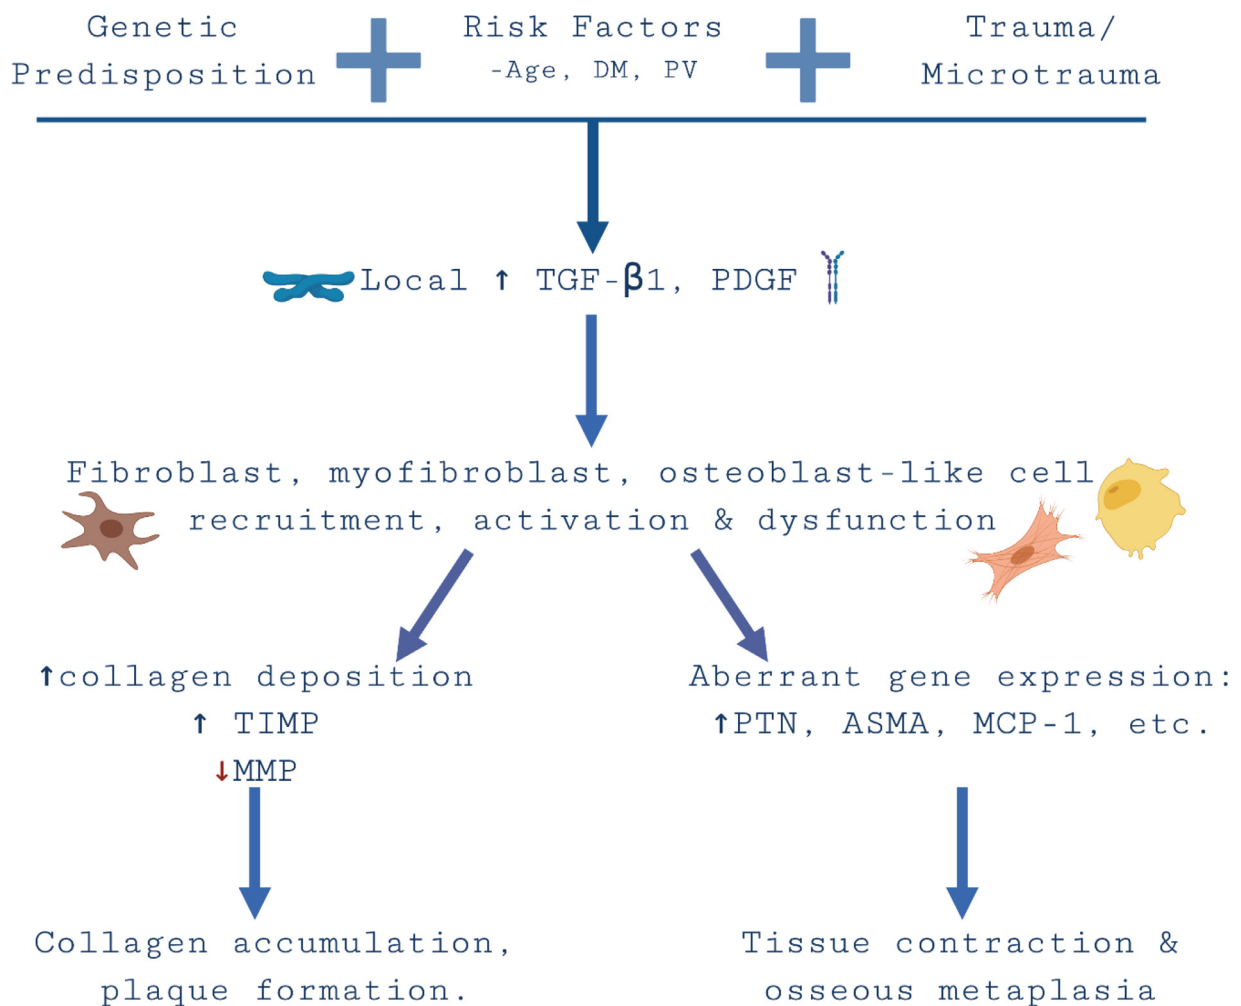 Genetic
Predisposition
Risk Factors
-Age, DM, PV
Trauma/
Microtrauma
Local ↑ TGF-β1, PDGF
Fibroblast, myofibroblast, osteoblast-like cell
recruitment, activation & dysfunction
↑collagen deposition
↑ TIMP
↓MMP
Aberrant gene expression:
↑PTN, ASMA, MCP-1, etc.
Collagen accumulation,
plaque formation.
Tissue contraction &
osseous metaplasia